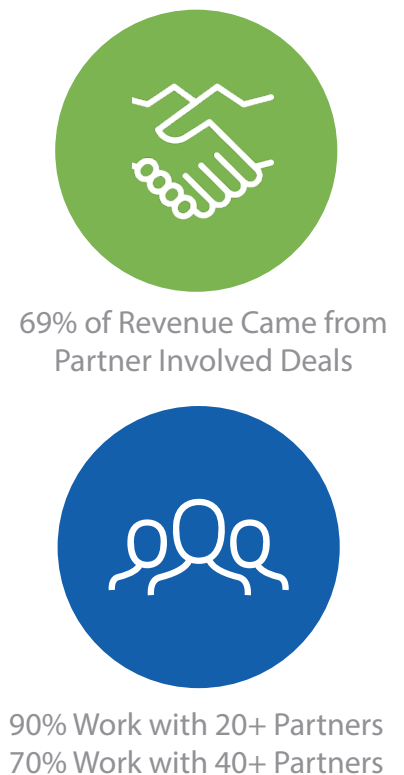 69% of Revenue Came from
Partner Involved Deals
90% Work with 20+ Partners
70% Work with 40+ Partners